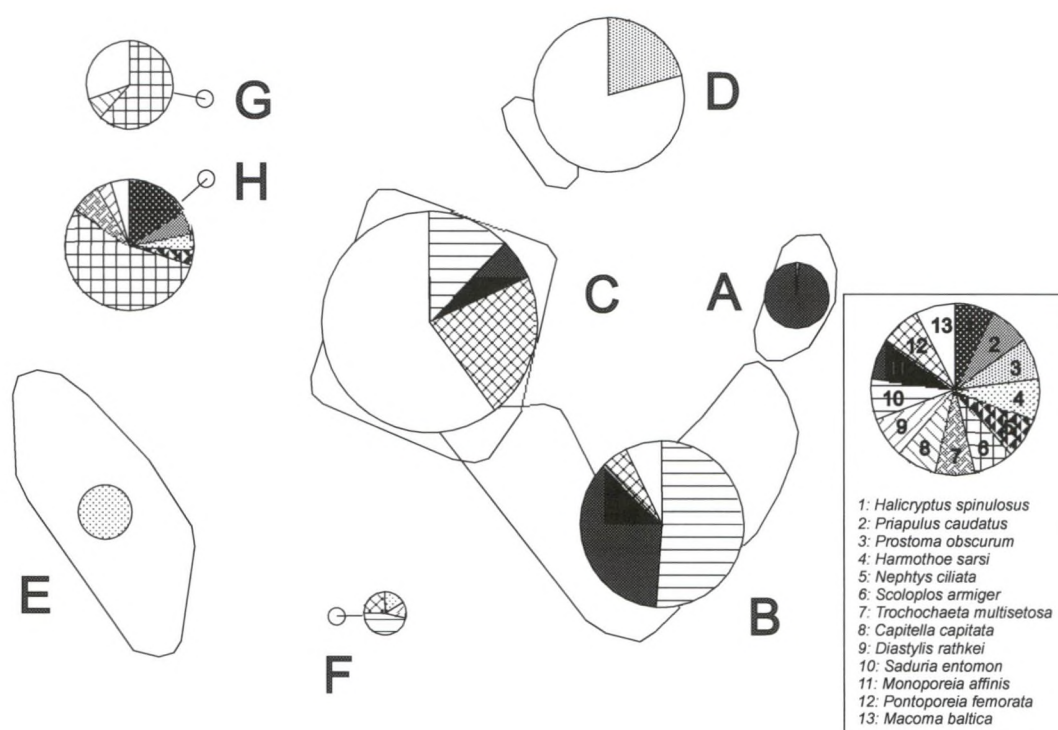 G
H
D
C
A
B
E
F
13
2
3
4
5
6
7
8
9
10
11
12
1: Halicryptus spinulosus
2: Priapulus caudatus
3: Prostoma obscurum
4: Harmothoe sarsi
5: Nephtys ciliata
6: Scoloplos armiger
7: Trochochaeta multisetosa
8: Capitella capitata
9: Diastylis rathkei
10: Saduria entomon
11: Monoporeia affinis
12: Pontoporeia femorata
13: Macoma baltica